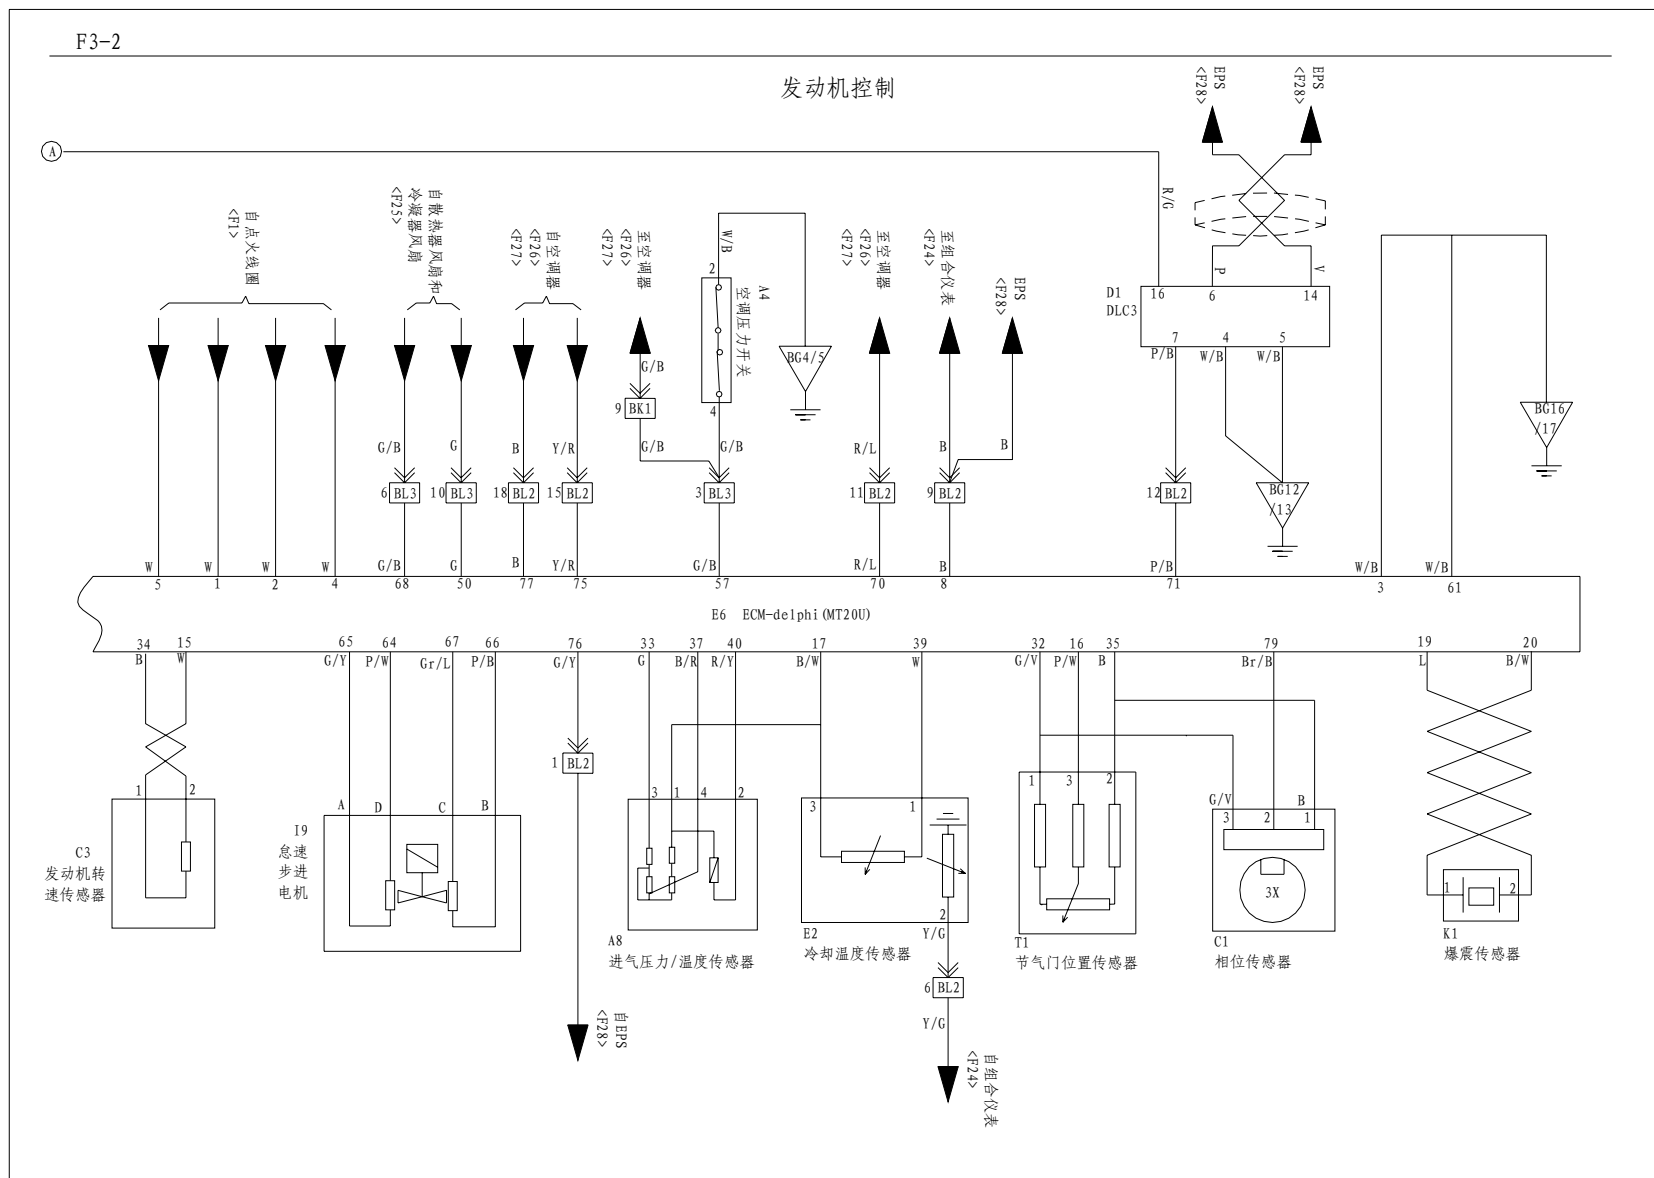 F3-2
发动机控制
EPS
<F28>
EPS
<F28>
A
R/G
自点火线圈
<F1>
自散热器风扇和
冷凝器风扇
<F25>
自空调器
<F26>
<F27>
至空调器
<F26>
<F27>
W/B
2
A4
空调压力开关
4
BG4/5
至空调器
<F26>
<F27>
至组合仪表
<F24>
EPS
<F28>
P
V
D1
DLC3
16
6
14
7
4
5
P/B
W/B
W/B
G/B
9
BK1
BG16
/17
G/B
G
B
Y/R
G/B
G/B
R/L
B
B
6
BL3
10
BL3
18
BL2
15
BL2
3
BL3
11
BL2
9
BL2
12
BL2
BG12
/13
W
W
W
W
G/B
G
B
Y/R
G/B
R/L
B
P/B
W/B
W/B
5
1
2
4
68
50
77
75
57
70
8
71
3
61
E6 ECM-delphi(MT20U)
34
15
65
64
67
66
76
33
37
40
17
39
32
16
35
79
19
20
B
W
G/Y
P/W
Gr/L
P/B
G/Y
G
B/R
R/Y
B/W
W
G/V
P/W
B
Br/B
L
B/W
1
BL2
1
2
A
D
C
B
3
1
4
2
3
1
1
3
2
G/V
B
3
2
1
C3
发动机转
速传感器
I9
怠速
步进
电机
3X
1
2
2
A8
进气压力/温度传感器
E2
冷却温度传感器
Y/G
T1
节气门位置传感器
C1
相位传感器
K1
爆震传感器
6
BL2
Y/G
自EPS
<F28>
自组合仪表
<F24>